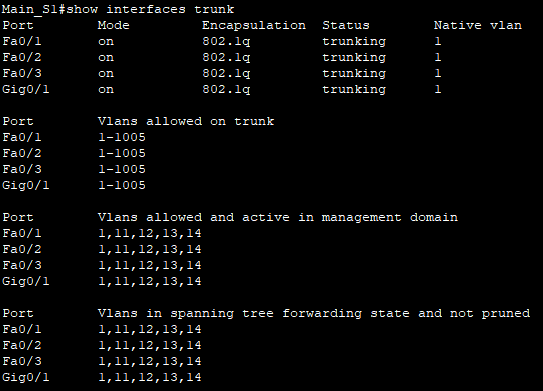 Main_S1#show interfaces trunk
Port Mode Encapsulation Status Native vlan
Fa0/1 on 802.1q trunking 1
Fa0/2 on 802.1q trunking 1
Fa0/3 on 802.1q trunking 1
Gig0/1 on 802.1q trunking 1
Port Vlans allowed on trunk
Fa0/1 1-1005
Fa0/2 1-1005
Fa0/3 1-1005
Gig0/1 1-1005
Port Vlans allowed and active in management domain
Fa0/1 1,11,12,13,14
Fa0/2 1,11,12,13,14
Fa0/3 1,11,12,13,14
Gig0/1 1,11,12,13,14
Port Vlans in spanning tree forwarding state and not pruned
Fa0/1 1,11,12,13,14
Fa0/2 1,11,12,13,14
Fa0/3 1,11,12,13,14
Gig0/1 1,11,12,13,14